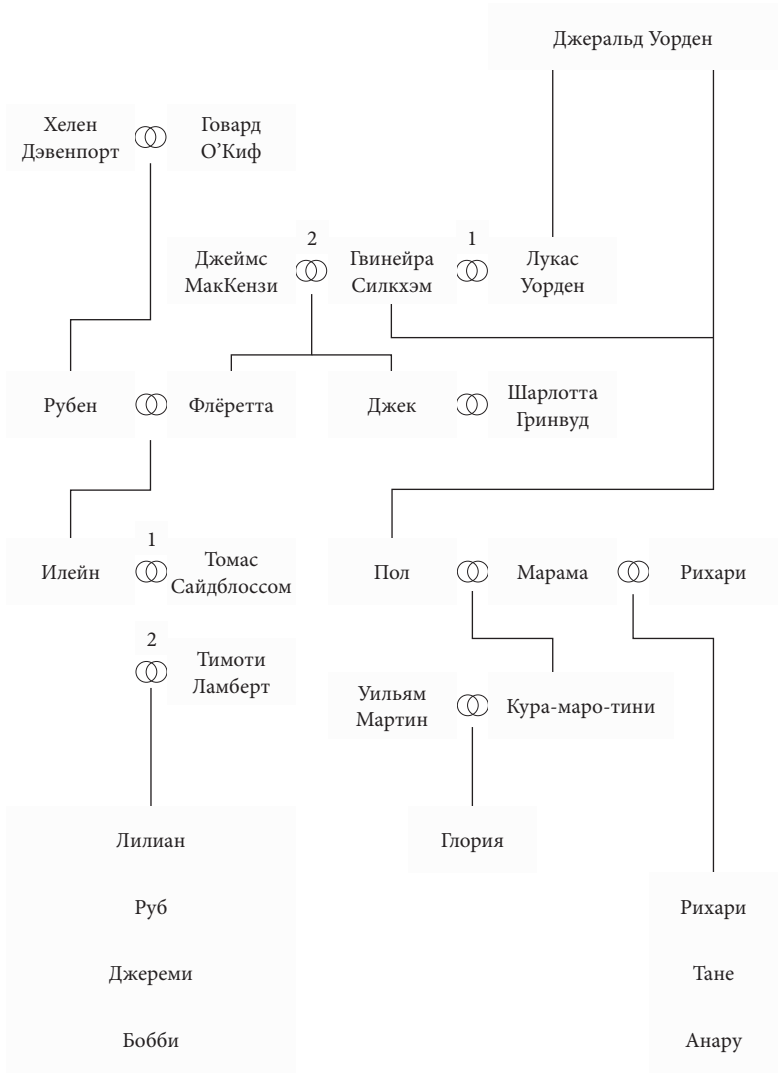 Джеральд Уорден
Хелен
Дэвенпорт
Говард
О’Киф
2
1
Джеймс
МакКензи
Гвинейра
Силкхэм
Лукас
Уорден
Рубен
Флёретта
Джек
Шарлотта
Гринвуд
1
Илейн
Томас
Сайдблоссом
Пол
Марама
Рихари
2
Тимоти
Ламберт
Уильям
Мартин
Кура-маро-тини
Лилиан
Глория
Руб
Рихари
Джереми
Тане
Бобби
Анару